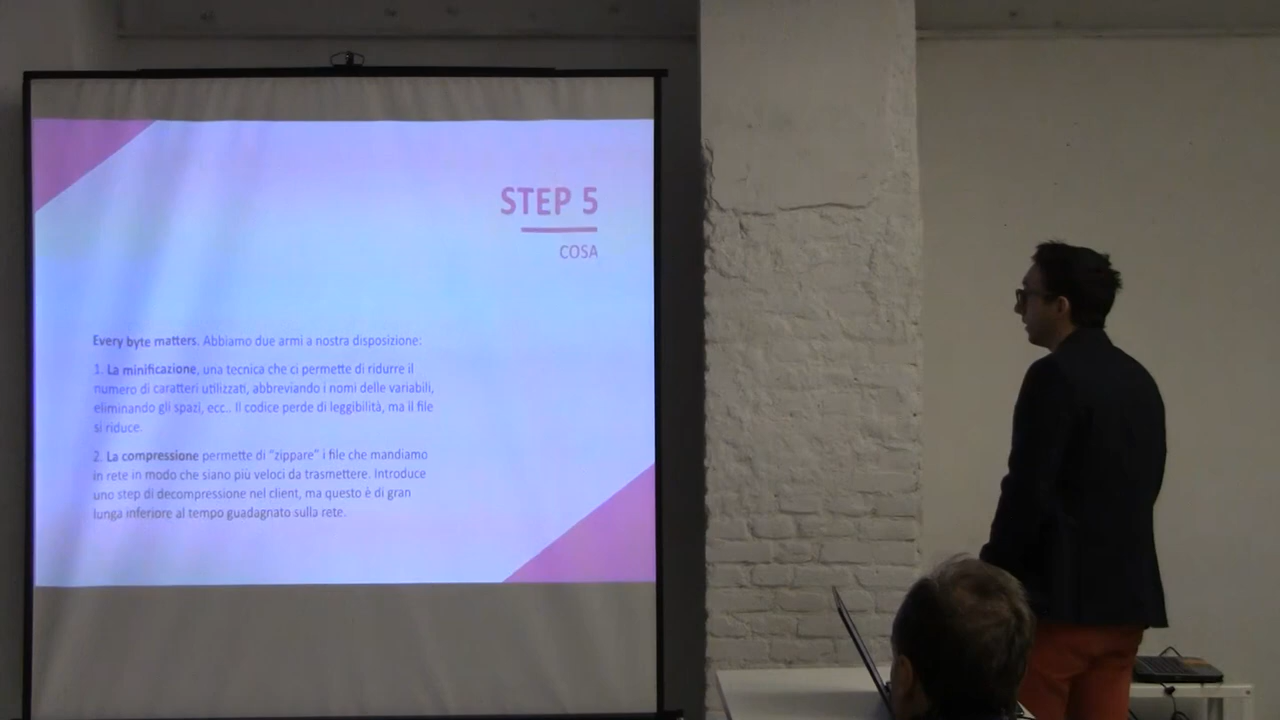 STEP 5
COSA
Every byte matters. Abbiamo due armi a nostra disposizione:
1. La minificazione, una tecnica che ci permette di ridurre il
numero di caratteri utilizzati, abbreviando i nomi delle variabili,
eliminando gli spazi, ecc.. Il codice perde di leggibilità, ma il file
si riduce.
2. La compressione permette di “zippare” i file che mandiamo
in rete in modo che siano più veloci da trasmettere. Introduce
uno step di decompressione nel client, ma questo è di gran
lunga inferiore al tempo guadagnato sulla rete.